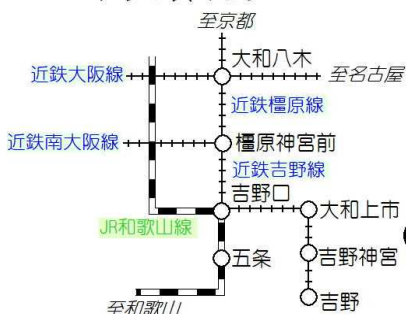 至京都
大和八木
近鉄大阪線
至名古屋
近鉄橿原線
近鉄南大阪線
橿原神宮前
近鉄吉野線
吉野口
大和上市
JR和歌山線
五条
吉野神宮
吉野
至和歌山